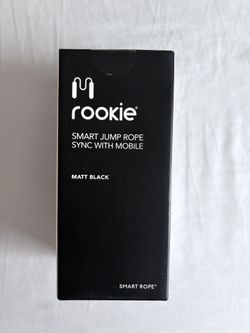 rookie®
SMART JUMP ROPE
SYNC WITH MOBILE
MATT BLACK
SMART ROPE®